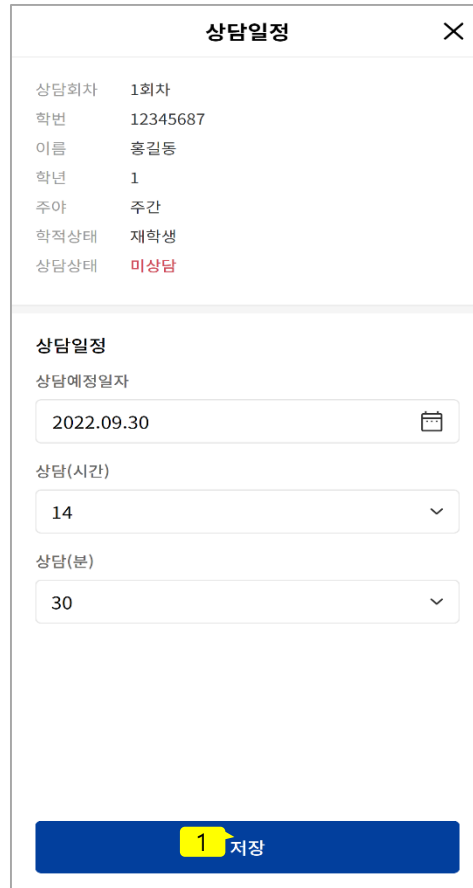 상담일정
상담회차 1회차
학번 12345687
이름 홍길동
학년 1
주야 주간
학적상태 재학생
상담상태 미상담
상담일정
상담예정일자
2022.09.30
상담(시간)
14
상담(분)
30
1 저장